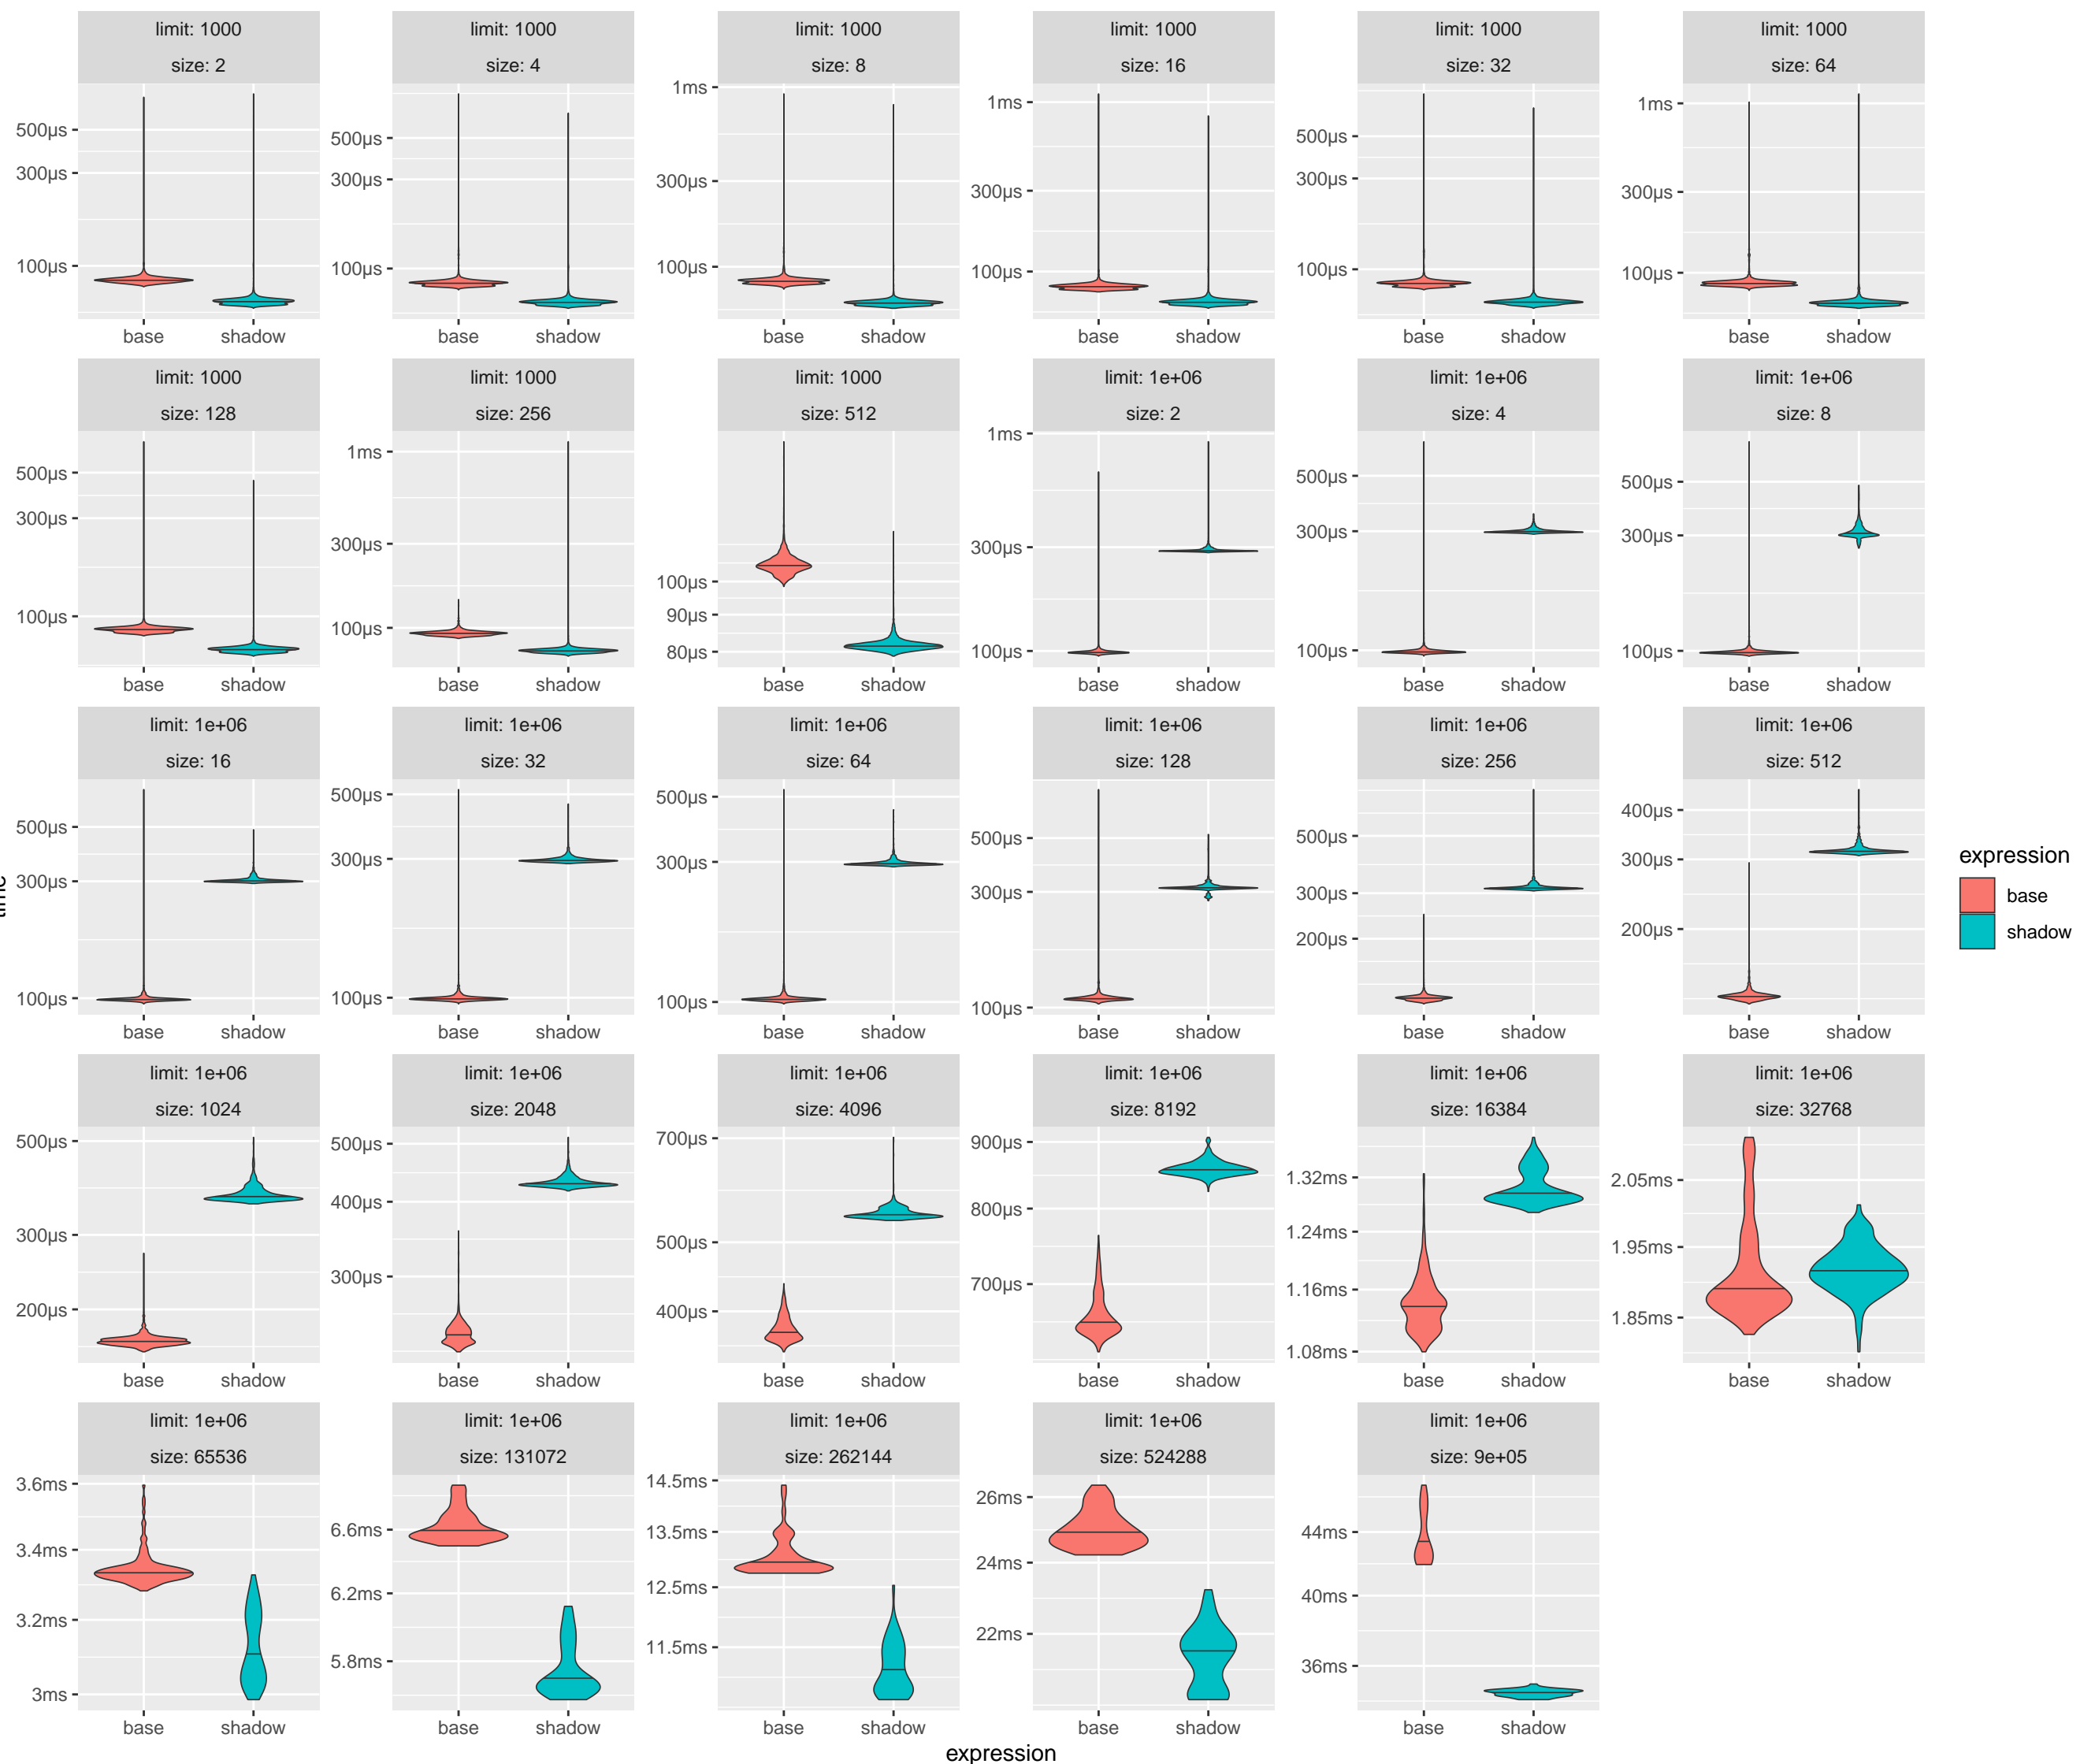 limit: 1000
size: 2
limit: 1000
size: 4
limit: 1000
size: 8
limit: 1000
size: 16
limit: 1000
size: 32
limit: 1000
size: 64
500µs
300µs
100µs
base shadow
500µs
300µs
100µs
base shadow
1ms
300µs
100µs
base shadow
1ms
300µs
100µs
base shadow
500µs
300µs
100µs
base shadow
1ms
300µs
100µs
base shadow
limit: 1000
size: 128
limit: 1000
size: 256
limit: 1000
size: 512
limit: 1e+06
size: 2
limit: 1e+06
size: 4
limit: 1e+06
size: 8
500µs
300µs
100µs
base shadow
1ms
300µs
100µs
base shadow
100µs
90µs
80µs
base shadow
1ms
300µs
100µs
base shadow
500µs
300µs
100µs
base shadow
500µs
300µs
100µs
base shadow
limit: 1e+06
size: 16
limit: 1e+06
size: 32
limit: 1e+06
size: 64
limit: 1e+06
size: 128
limit: 1e+06
size: 256
limit: 1e+06
size: 512
500µs
300µs
100µs
base shadow
500µs
300µs
100µs
base shadow
500µs
300µs
100µs
base shadow
500µs
300µs
100µs
base shadow
500µs
300µs
200µs
base shadow
400µs
300µs
200µs
base shadow
expression
base
shadow
limit: 1e+06
size: 1024
limit: 1e+06
size: 2048
limit: 1e+06
size: 4096
limit: 1e+06
size: 8192
limit: 1e+06
size: 16384
limit: 1e+06
size: 32768
500µs
300µs
200µs
base shadow
500µs
400µs
300µs
base shadow
700µs
500µs
400µs
base shadow
900µs
800µs
700µs
base shadow
1.32ms
1.24ms
1.16ms
1.08ms
base shadow
2.05ms
1.95ms
1.85ms
base shadow
limit: 1e+06
size: 65536
limit: 1e+06
size: 131072
limit: 1e+06
size: 262144
limit: 1e+06
size: 524288
limit: 1e+06
size: 9e+05
3.6ms
3.4ms
3.2ms
3ms
base shadow
6.6ms
6.2ms
5.8ms
base shadow
14.5ms
13.5ms
12.5ms
11.5ms
base shadow
26ms
24ms
22ms
base shadow
44ms
40ms
36ms
base shadow
expression